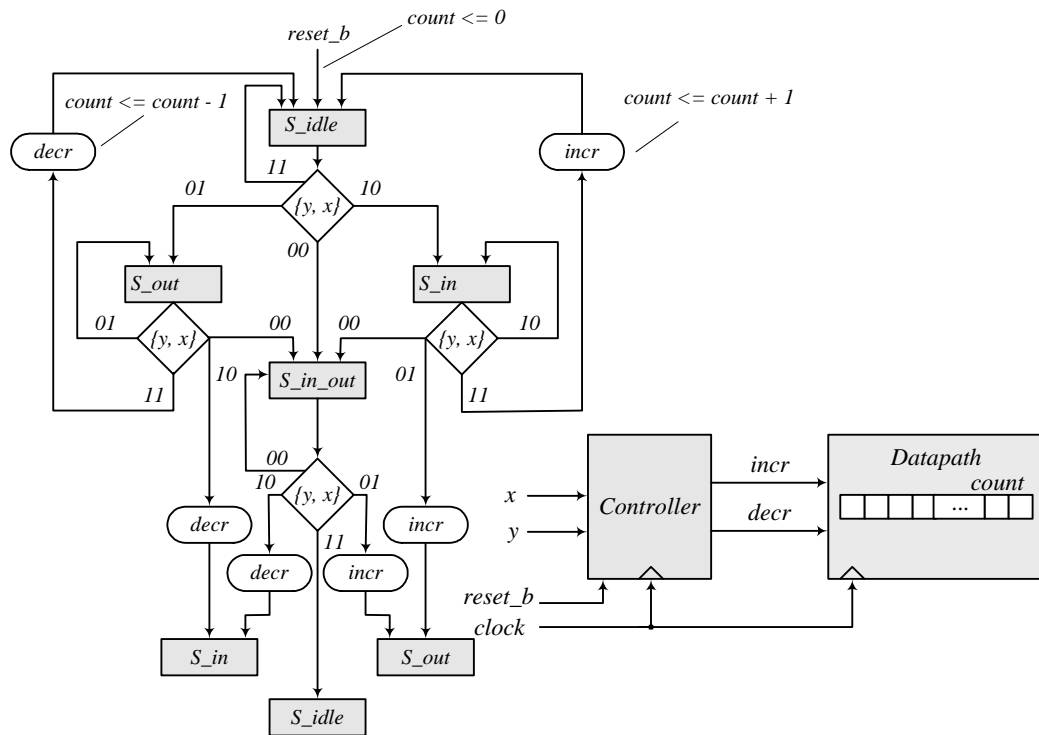 count <= 0
reset_b
count <= count - 1
count <= count + 1
S_idle
decr
incr
11
01
{y, x}
10
00
S_out
S_in
01
{y, x}
00
00
{y, x}
10
10
S_in_out
01
11
11
00
10
{y, x}
01
decr
incr
11
decr
incr
S_in
S_out
S_idle
x
y
Controller
incr
decr
Datapath
count
...
reset_b
clock